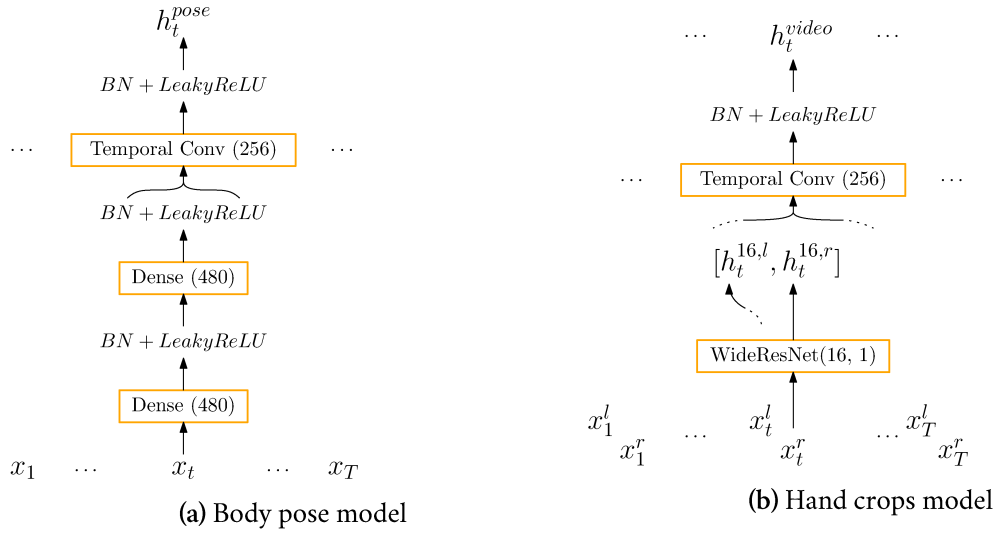 h_t^{pose}
BN + LeakyReLU
... Temporal Conv (256) ...
BN + LeakyReLU
Dense (480)
BN + LeakyReLU
Dense (480)
x_1 ... x_t ... x_T
(a) Body pose model
... h_t^{video} ...
BN + LeakyReLU
... Temporal Conv (256) ...
[h_t^{16,l}, h_t^{16,r}]
WideResNet(16, 1)
x_1^l x_t^l x_T^l
x_1^r ... x_t^r ... x_T^r
(b) Hand crops model